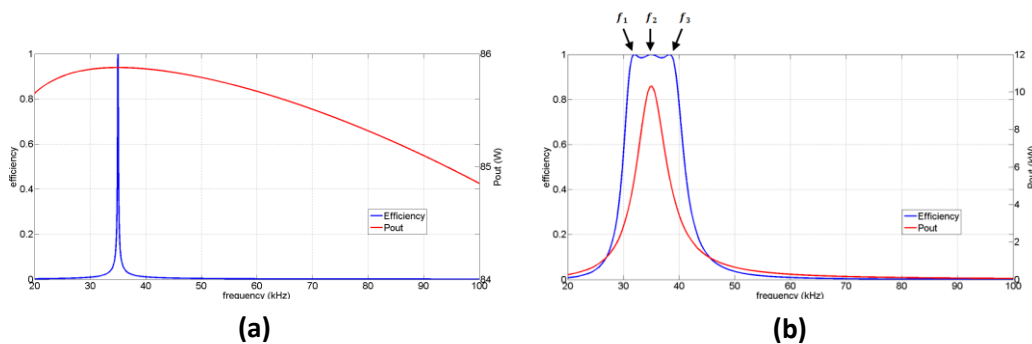 1
0.8
0.6
0.4
0.2
0
efficiency
86
85
84
Pout (W)
20 30 40 50 60 70 80 90 100
frequency (kHz)
Efficiency
Pout
(a)
f₁ f₂ f₃
1
0.8
0.6
0.4
0.2
0
efficiency
12
10
8
6
4
2
0
Pout (kW)
20 30 40 50 60 70 80 90 100
frequency (kHz)
Efficiency
Pout
(b)